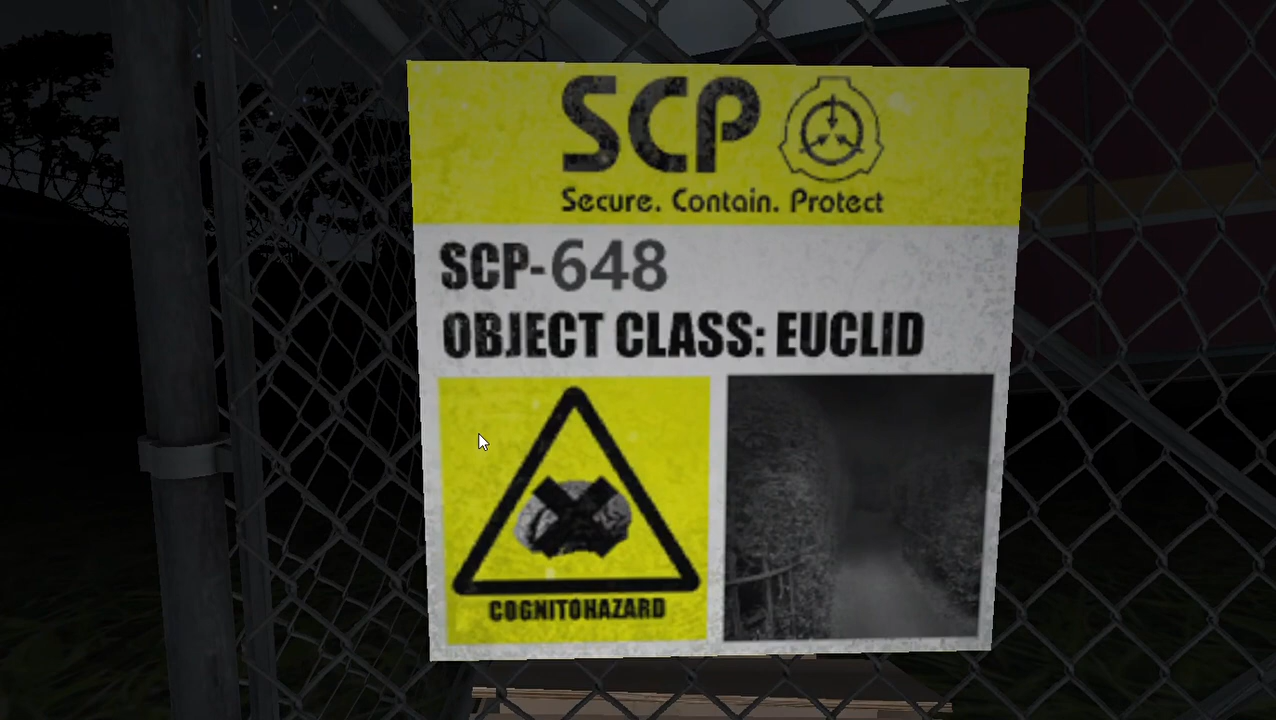 SCP
Secure. Contain. Protect
SCP-648
OBJECT CLASS: EUCLID
COGNITOHAZARD